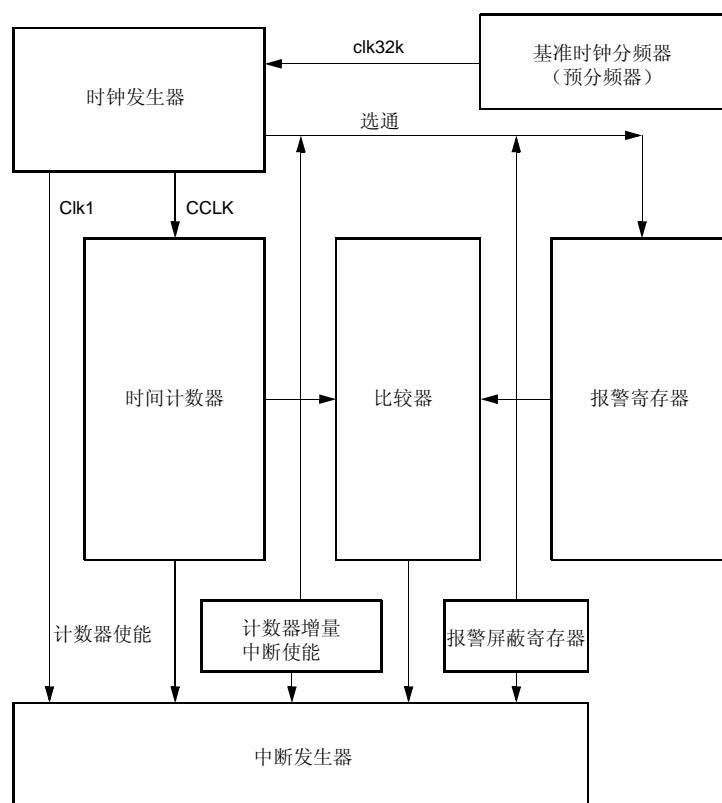 clk32k
基准时钟分频器
（预分频器）
时钟发生器
选通
Clk1
CCLK
时间计数器
比较器
报警寄存器
计数器使能
计数器增量
中断使能
报警屏蔽寄存器
中断发生器